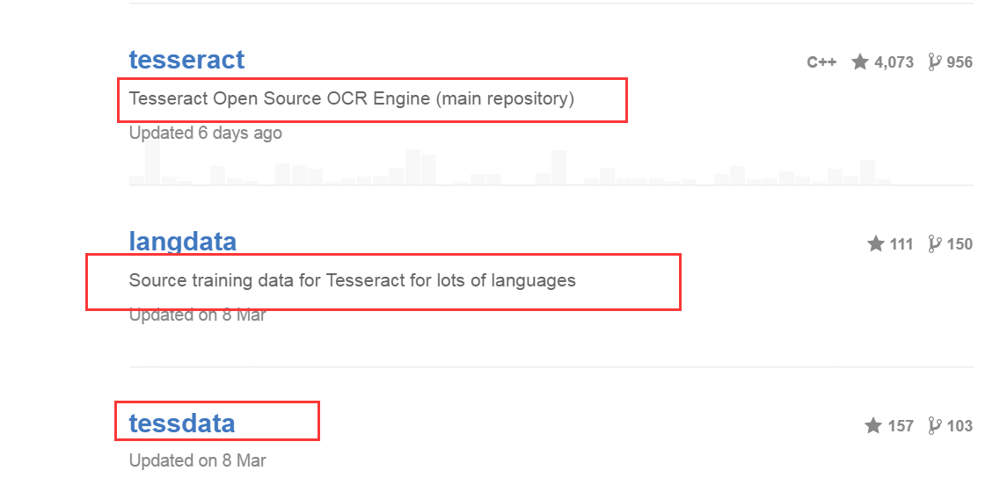 tesseract
C++ 4,073 956
Tesseract Open Source OCR Engine (main repository)
Updated 6 days ago
langdata
111 150
Source training data for Tesseract for lots of languages
Updated on 8 Mar
tessdata
157 103
Updated on 8 Mar